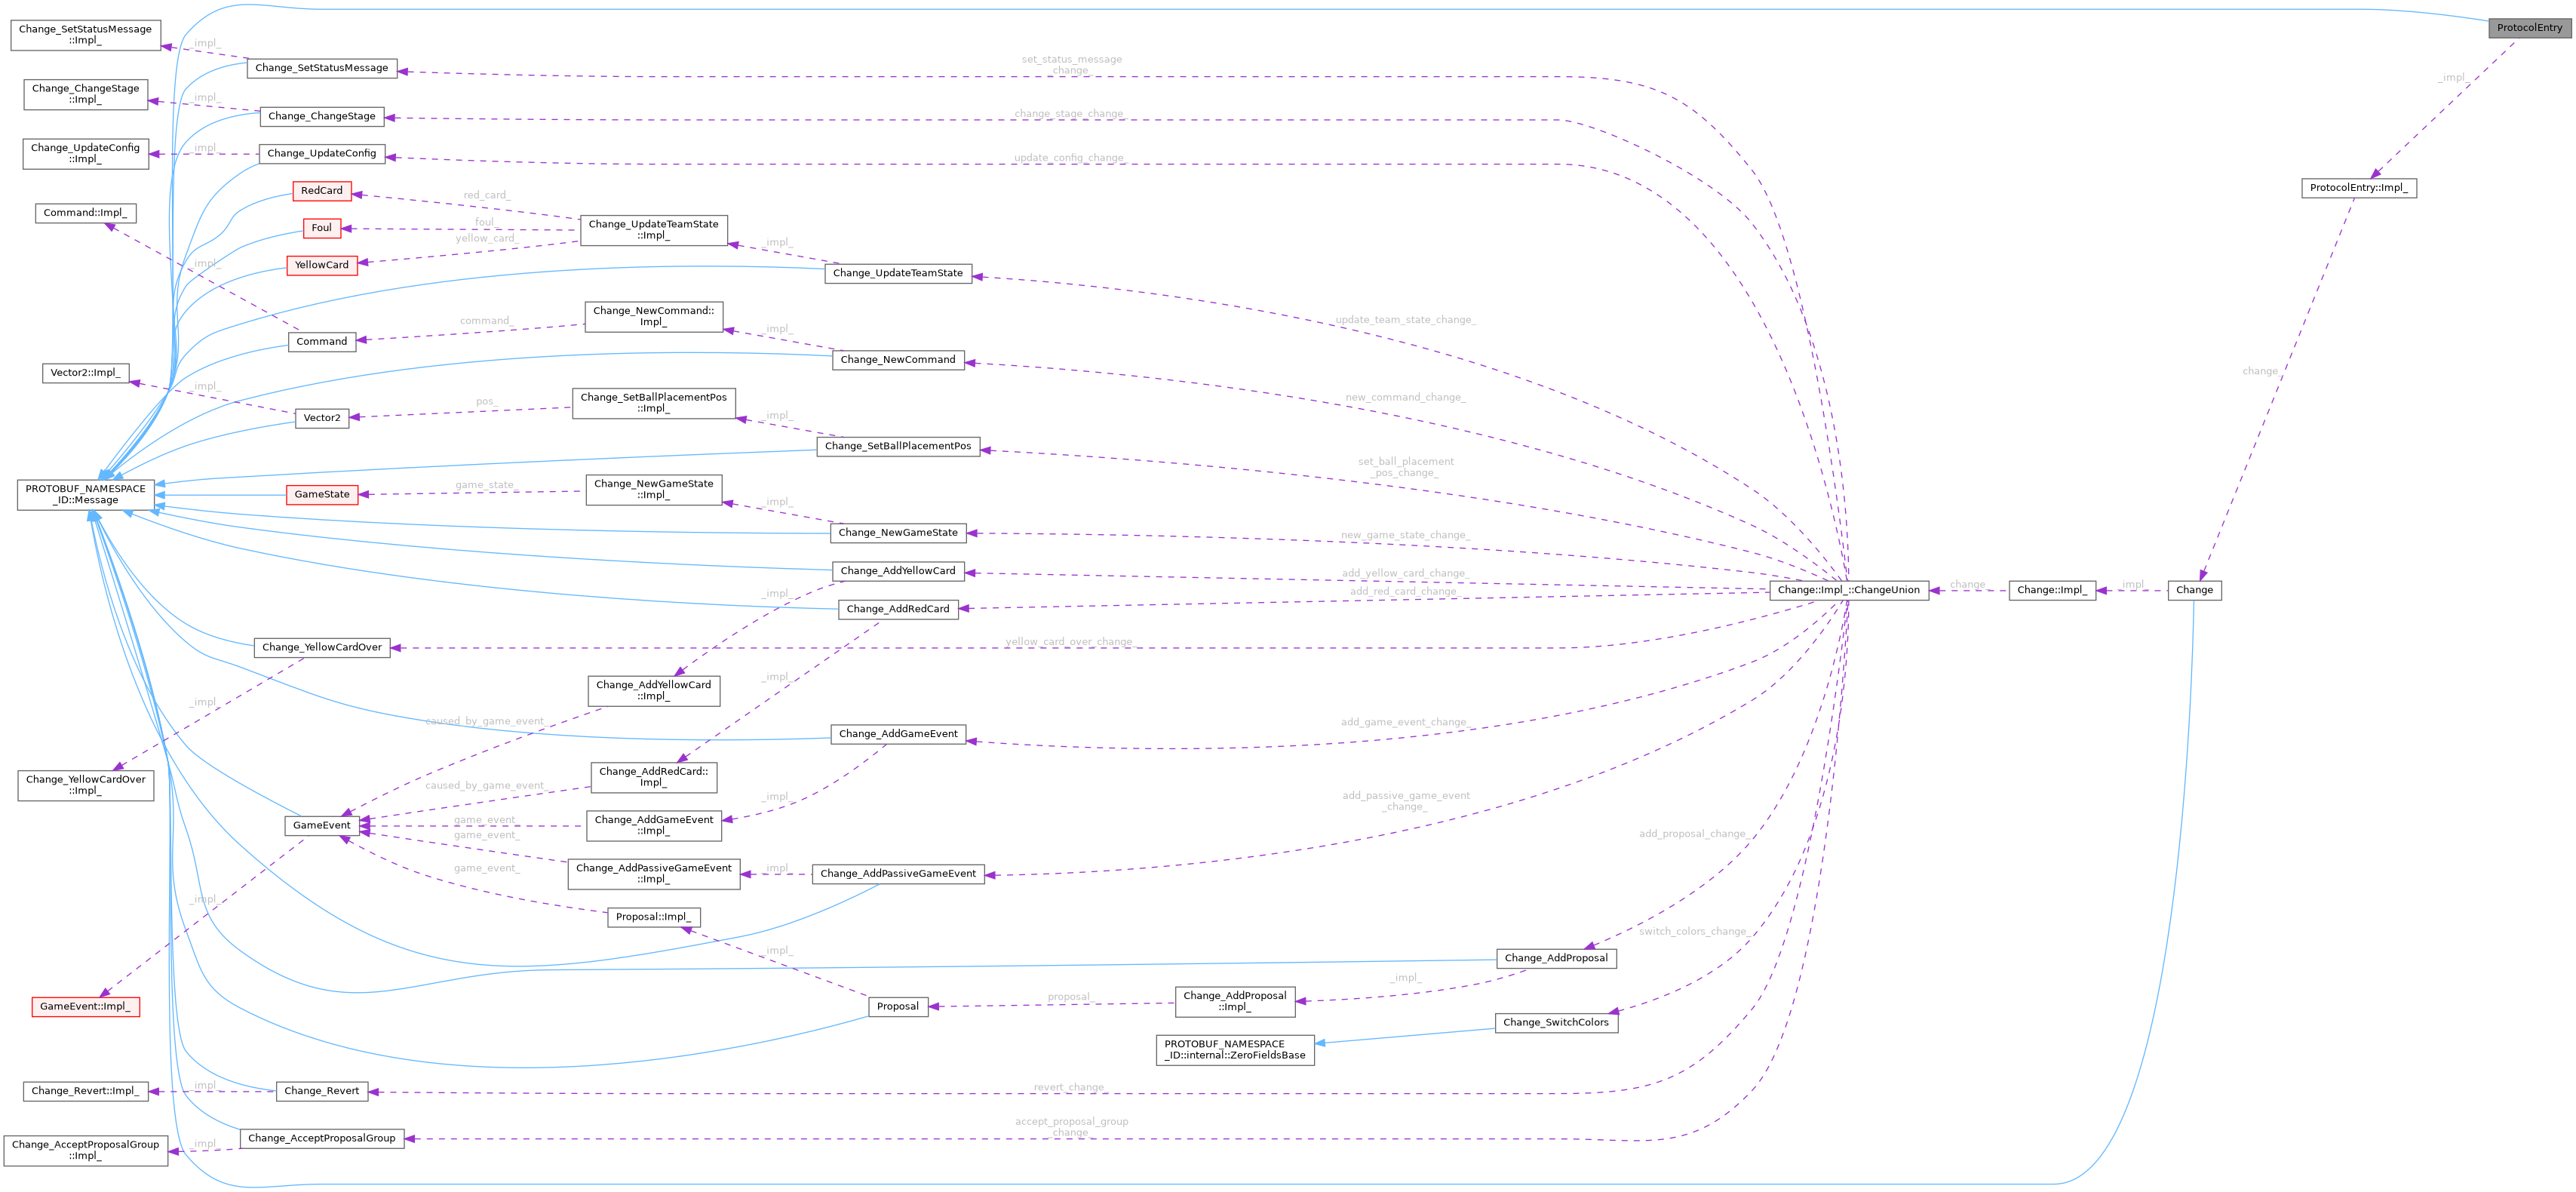 ProtocolEntry
Change_SetStatusMessage
::Impl_
_impl_
Change_SetStatusMessage
set_status_message
_change_
_impl_
Change_ChangeStage
::Impl_
_impl_
Change_ChangeStage
change_stage_change_
Change_UpdateConfig
::Impl_
_impl_
Change_UpdateConfig
update_config_change_
RedCard
red_card_
ProtocolEntry::Impl_
Command::Impl_
Foul
foul_
Change_UpdateTeamState
::Impl_
yellow_card_
_impl_
YellowCard
_impl_
Change_UpdateTeamState
update_team_state_change_
Change_NewCommand::
Impl_
command_
_impl_
Command
Change_NewCommand
change_
Vector2::Impl_
_impl_
new_command_change_
Change_SetBallPlacementPos
::Impl_
pos_
_impl_
Vector2
Change_SetBallPlacementPos
set_ball_placement
_pos_change_
PROTOBUF_NAMESPACE
_ID::Message
GameState
game_state_
Change_NewGameState
::Impl_
_impl_
Change_NewGameState
new_game_state_change_
Change_AddYellowCard
add_yellow_card_change_
_impl_
add_red_card_change_
Change::Impl_::ChangeUnion
change_
Change::Impl_
_impl_
Change
Change_AddRedCard
Change_YellowCardOver
yellow_card_over_change_
_impl_
Change_AddYellowCard
::Impl_
_impl_
caused_by_game_event_
Change_AddGameEvent
add_game_event_change_
Change_YellowCardOver
::Impl_
Change_AddRedCard::
Impl_
caused_by_game_event_
_impl_
add_passive_game_event
_change_
GameEvent
game_event_
Change_AddGameEvent
::Impl_
game_event_
add_proposal_change_
game_event_
Change_AddPassiveGameEvent
::Impl_
_impl_
Change_AddPassiveGameEvent
_impl_
Proposal::Impl_
switch_colors_change_
_impl_
Change_AddProposal
_impl_
GameEvent::Impl_
Proposal
proposal_
Change_AddProposal
::Impl_
Change_SwitchColors
PROTOBUF_NAMESPACE
_ID::internal::ZeroFieldsBase
Change_Revert::Impl_
_impl_
Change_Revert
revert_change_
Change_AcceptProposalGroup
::Impl_
_impl_
Change_AcceptProposalGroup
accept_proposal_group
_change_